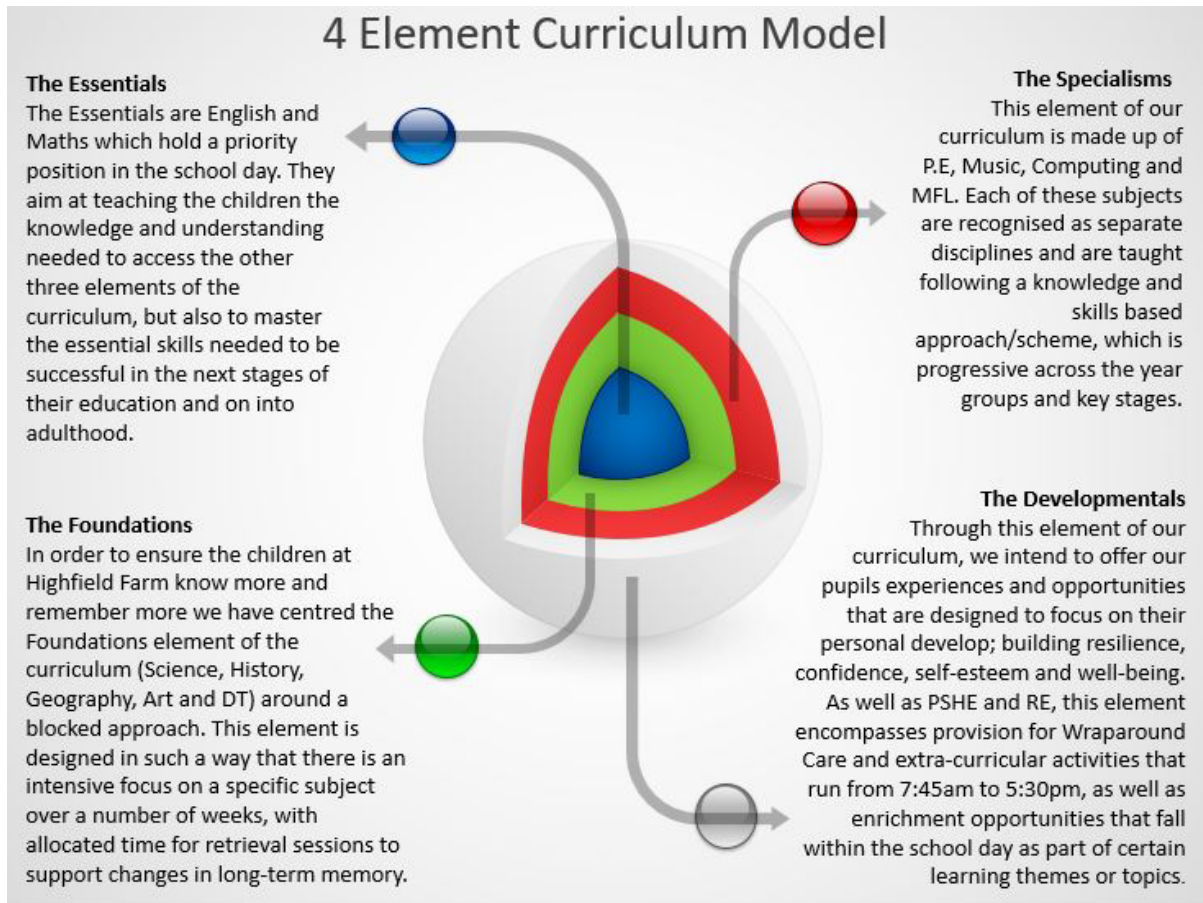 4 Element Curriculum Model
The Essentials
The Essentials are English and
Maths which hold a priority
position in the school day. They
aim at teaching the children the
knowledge and understanding
needed to access the other
three elements of the
curriculum, but also to master
the essential skills needed to be
successful in the next stages of
their education and on into
adulthood.
The Specialisms
This element of our
curriculum is made up of
P.E, Music, Computing and
MFL. Each of these subjects
are recognised as separate
disciplines and are taught
following a knowledge and
skills based
approach/scheme, which is
progressive across the year
groups and key stages.
The Foundations
In order to ensure the children at
Highfield Farm know more and
remember more we have centred the
Foundations element of the
curriculum (Science, History,
Geography, Art and DT) around a
blocked approach. This element is
designed in such a way that there is an
intensive focus on a specific subject
over a number of weeks, with
allocated time for retrieval sessions to
support changes in long-term memory.
The Developmentals
Through this element of our
curriculum, we intend to offer our
pupils experiences and opportunities
that are designed to focus on their
personal develop; building resilience,
confidence, self-esteem and well-being.
As well as PSHE and RE, this element
encompasses provision for Wraparound
Care and extra-curricular activities that
run from 7:45am to 5:30pm, as well as
enrichment opportunities that fall
within the school day as part of certain
learning themes or topics.